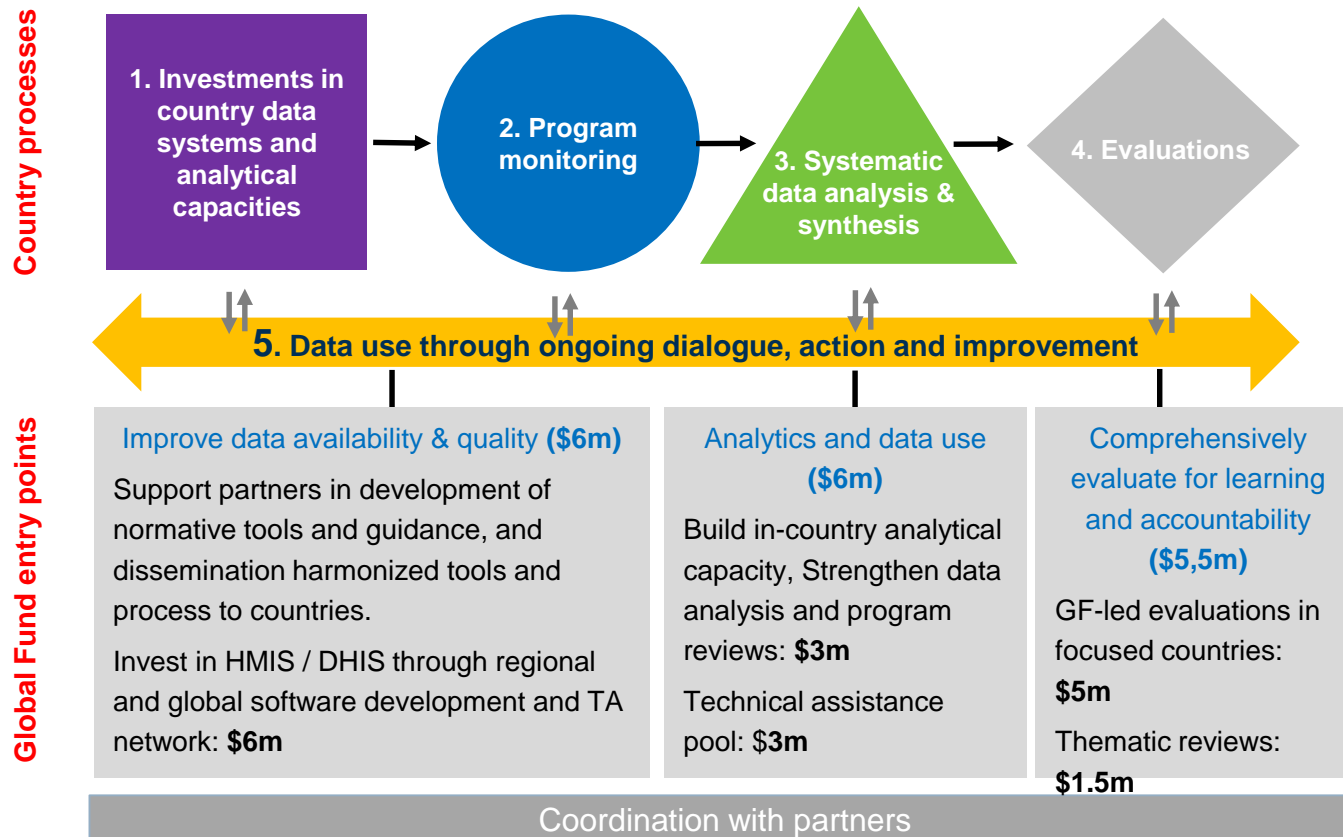 Country processes
1. Investments in
country data
systems and
analytical
capacities
2. Program
monitoring
3. Systematic
data analysis &
synthesis
4. Evaluations
5. Data use through ongoing dialogue, action and improvement
Global Fund entry points
Improve data availability & quality ($6m)
Support partners in development of
normative tools and guidance, and
dissemination harmonized tools and
process to countries.
Invest in HMIS / DHIS through regional
and global software development and TA
network: $6m
Analytics and data use
($6m)
Build in-country analytical
capacity, Strengthen data
analysis and program
reviews: $3m
Technical assistance
pool: $3m
Comprehensively
evaluate for learning
and accountability
($5,5m)
GF-led evaluations in
focused countries:
$5m
Thematic reviews:
$1.5m
Coordination with partners